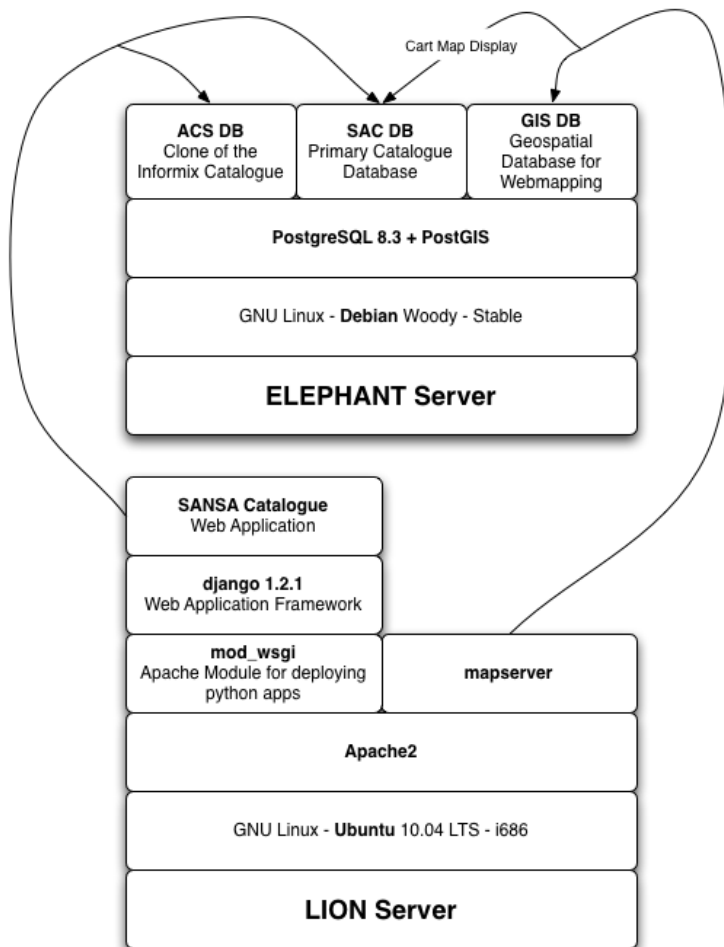 Cart Map Display
ACS DB
Clone of the
Informix Catalogue
SAC DB
Primary Catalogue
Database
GIS DB
Geospatial
Database for
Webmapping
PostgreSQL 8.3 + PostGIS
GNU Linux - Debian Woody - Stable
ELEPHANT Server
SANSA Catalogue
Web Application
django 1.2.1
Web Application Framework
mod_wsgi
Apache Module for deploying
python apps
mapserver
Apache2
GNU Linux - Ubuntu 10.04 LTS - i686
LION Server